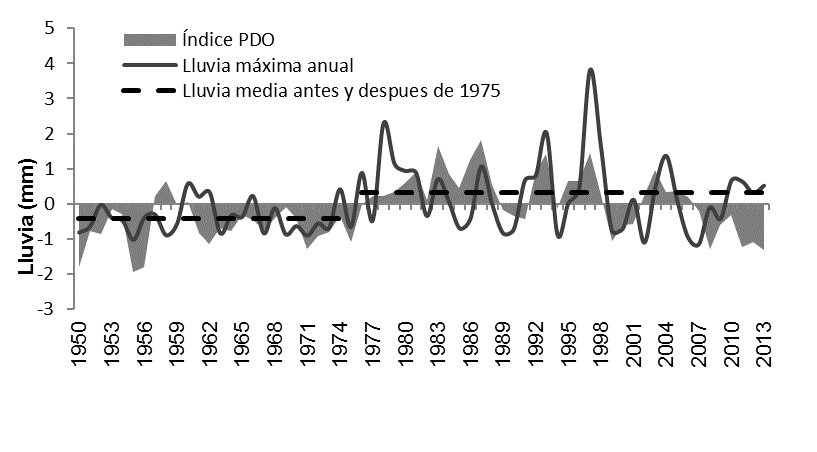 Índice PDO
Lluvia máxima anual
Lluvia media antes y despues de 1975
Lluvia (mm)
5
4
3
2
1
0
-1
-2
-3
1950 1953 1956 1959 1962 1965 1968 1971 1974 1977 1980 1983 1986 1989 1992 1995 1998 2001 2004 2007 2010 2013